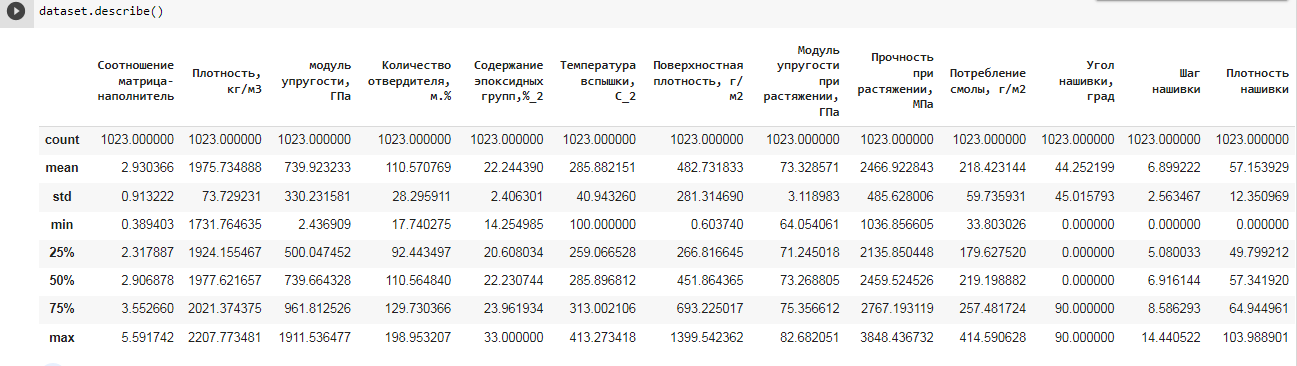 dataset.describe()
Соотношение матрица-наполнитель Плотность, кг/м3 модуль упругости, ГПа Количество отвердителя, м.% Содержание эпоксидных групп,%_2 Температура вспышки, С_2 Поверхностная плотность, г/м2 Модуль упругости при растяжении, ГПа Прочность при растяжении, МПа Потребление смолы, г/м2 Угол нашивки, град Шаг нашивки Плотность нашивки
count 1023.000000 1023.000000 1023.000000 1023.000000 1023.000000 1023.000000 1023.000000 1023.000000 1023.000000 1023.000000 1023.000000 1023.000000 1023.000000
mean 2.930366 1975.734888 739.923233 110.570769 22.244390 285.882151 482.731833 73.328571 2466.922843 218.423144 44.252199 6.899222 57.153929
std 0.913222 73.729231 330.231581 28.295911 2.406301 40.943260 281.314690 3.118983 485.628006 59.735931 45.015793 2.563467 12.350969
min 0.389403 1731.764635 2.436909 17.740275 14.254985 100.000000 0.603740 64.054061 1036.856605 33.803026 0.000000 0.000000 0.000000
25% 2.317887 1924.155467 500.047452 92.443497 20.608034 259.066528 266.816645 71.245018 2135.850448 179.627520 0.000000 5.080033 49.799212
50% 2.906878 1977.621657 739.664328 110.564840 22.230744 285.896812 451.864365 73.268805 2459.524526 219.198882 0.000000 6.916144 57.341920
75% 3.552660 2021.374375 961.812526 129.730366 23.961934 313.002106 693.225017 75.356612 2767.193119 257.481724 90.000000 8.586293 64.944961
max 5.591742 2207.773481 1911.536477 198.953207 33.000000 413.273418 1399.542362 82.682051 3848.436732 414.590628 90.000000 14.440522 103.988901